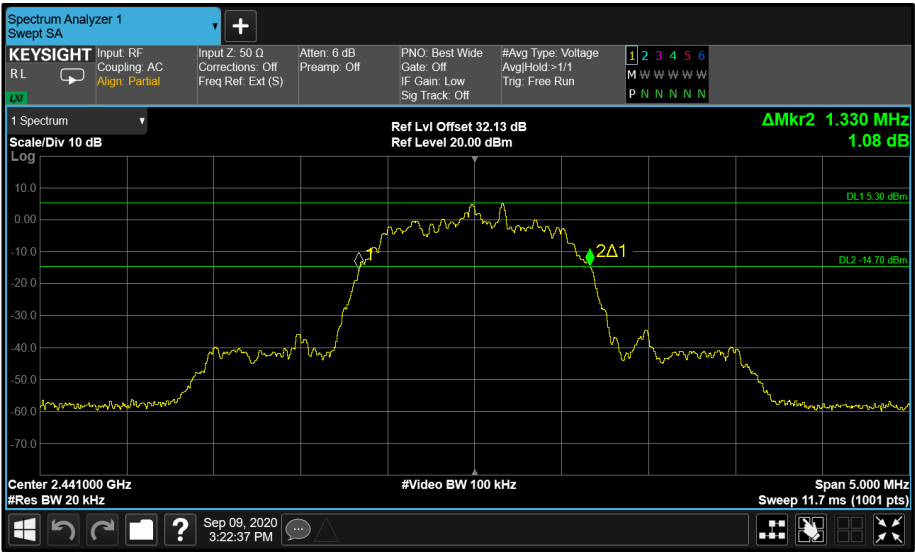 Spectrum Analyzer 1
Swept SA
+
KEYSIGHT
RL
LXI
Input: RF
Coupling: AC
Align: Partial
Input Z: 50 Ω
Corrections: Off
Freq Ref: Ext (S)
Atten: 6 dB
Preamp: Off
PNO: Best Wide
Gate: Off
IF Gain: Low
Sig Track: Off
#Avg Type: Voltage
Avg|Hold:>1/1
Trig: Free Run
1 2 3 4 5 6
M W W W W W
P N N N N N
1 Spectrum
Scale/Div 10 dB
Ref Lvl Offset 32.13 dB
Ref Level 20.00 dBm
ΔMkr2 1.330 MHz
1.08 dB
Log
10.0
0.00
-10.0
-20.0
-30.0
-40.0
-50.0
-60.0
-70.0
DL1 5.30 dBm
1
2Δ1
DL2 -14.70 dBm
Center 2.441000 GHz
#Video BW 100 kHz
Span 5.000 MHz
#Res BW 20 kHz
Sweep 11.7 ms (1001 pts)
?
Sep 09, 2020
3:22:37 PM